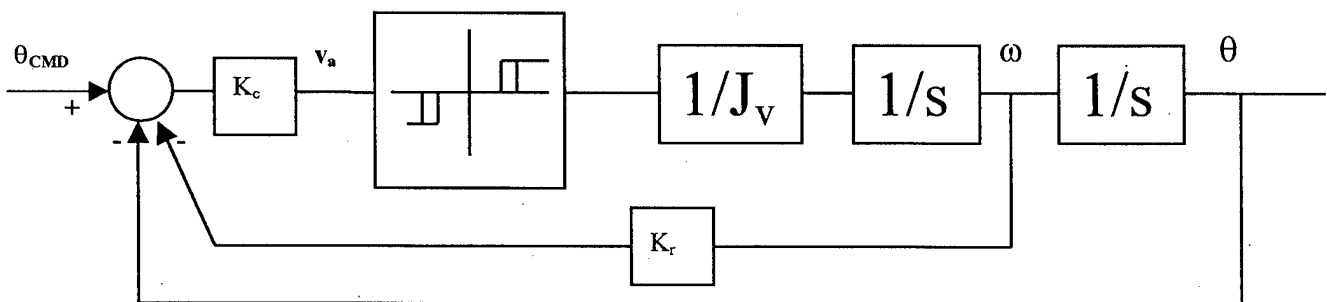 θCMD
+
-
-
Kc
va
1/Jv
1/s
ω
1/s
θ
Kr